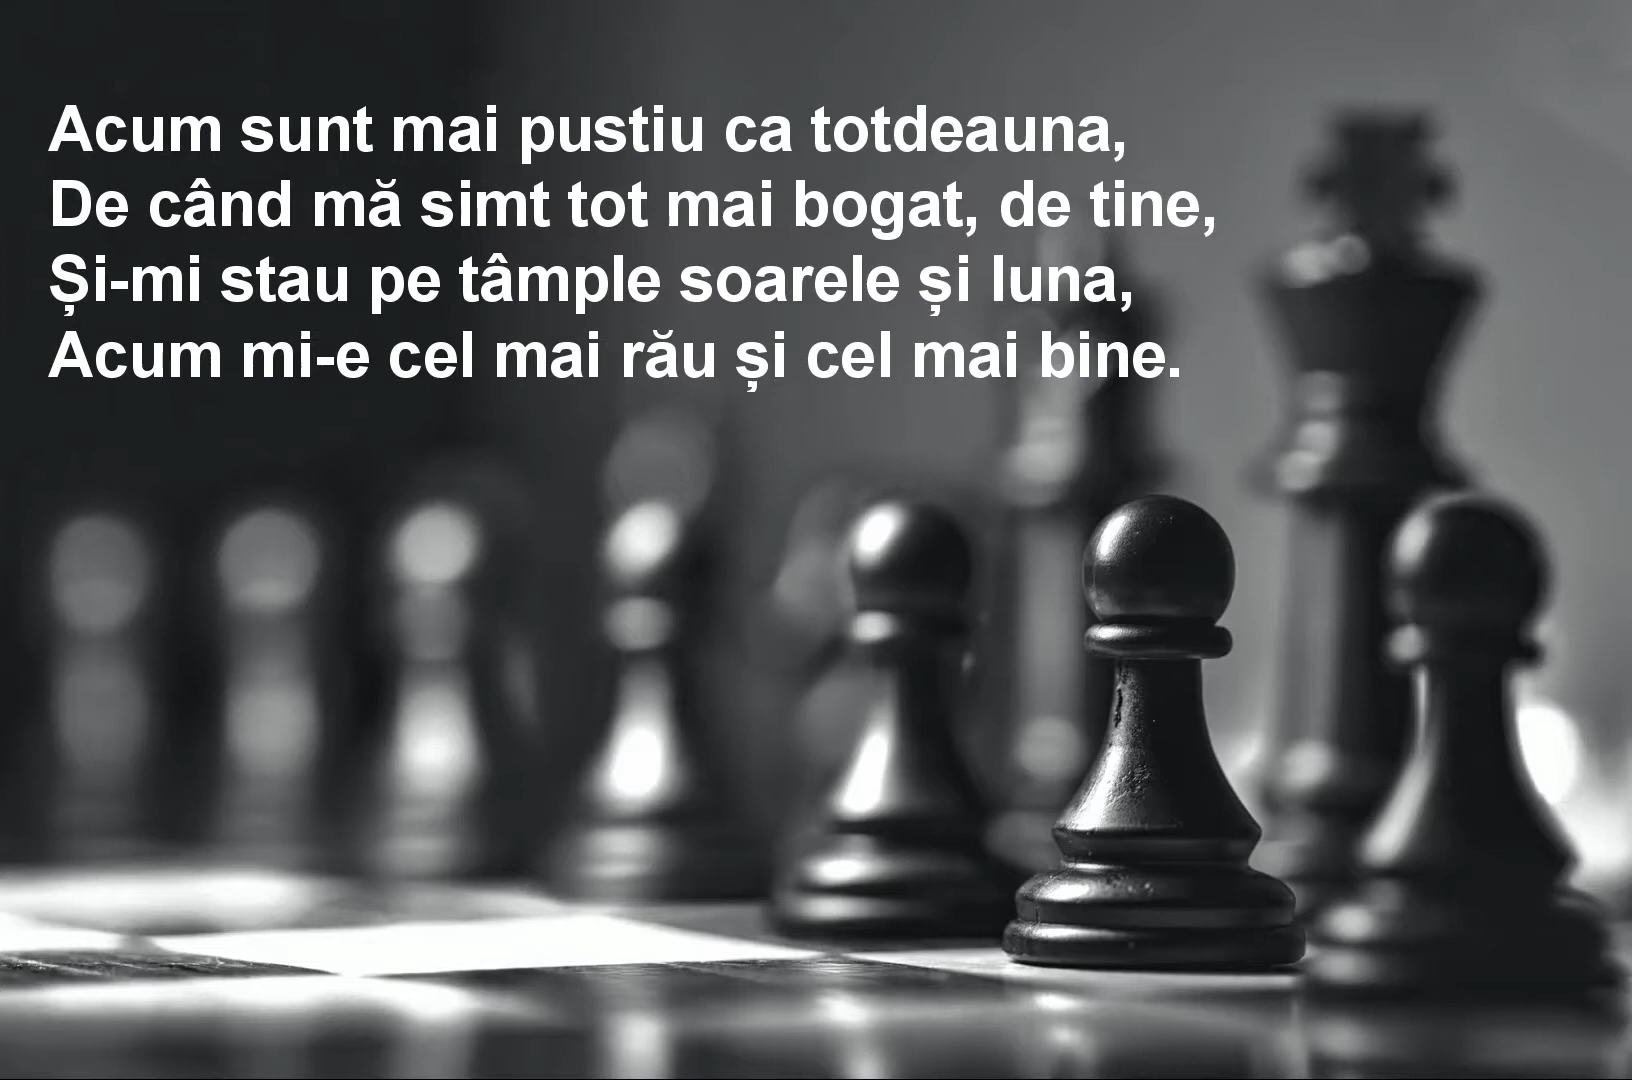 Acum sunt mai pustiu ca totdeauna,
De când mă simt tot mai bogat, de tine,
Și-mi stau pe tâmple soarele și luna,
Acum mi-e cel mai rău și cel mai bine.